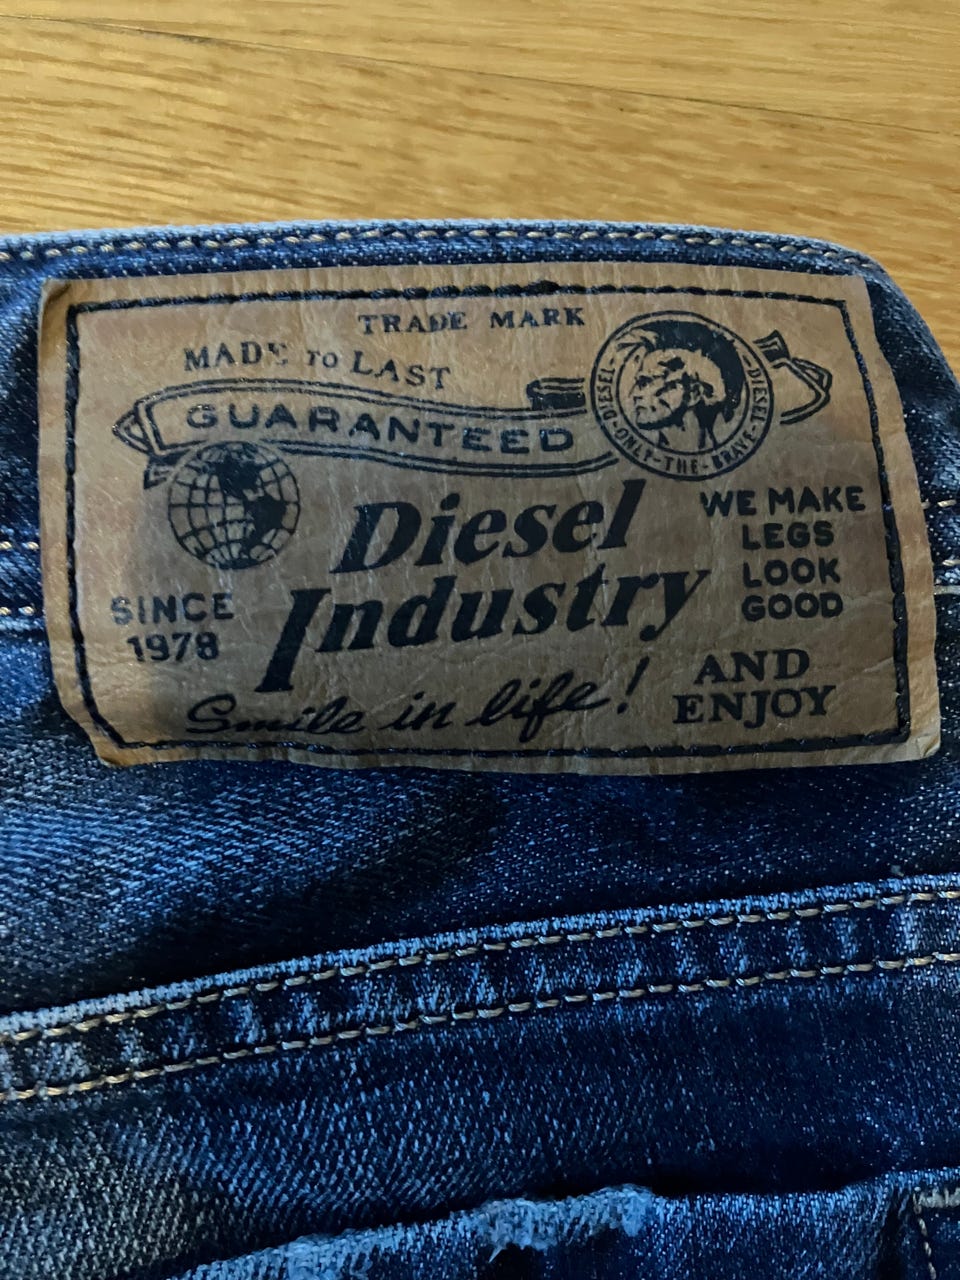 TRADE MARK
MADE TO LAST
GUARANTEED
DIESEL-ONLY-THE-BRAVE-DIESEL
Diesel
Industry
SINCE
1978
WE MAKE
LEGS
LOOK
GOOD
AND
ENJOY
Smile in life!